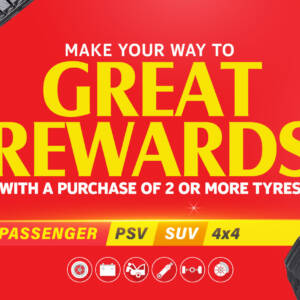 MAKE YOUR WAY TO
GREAT
REWARDS
WITH A PURCHASE OF 2 OR MORE TYRES
PASSENGER PSV SUV 4x4